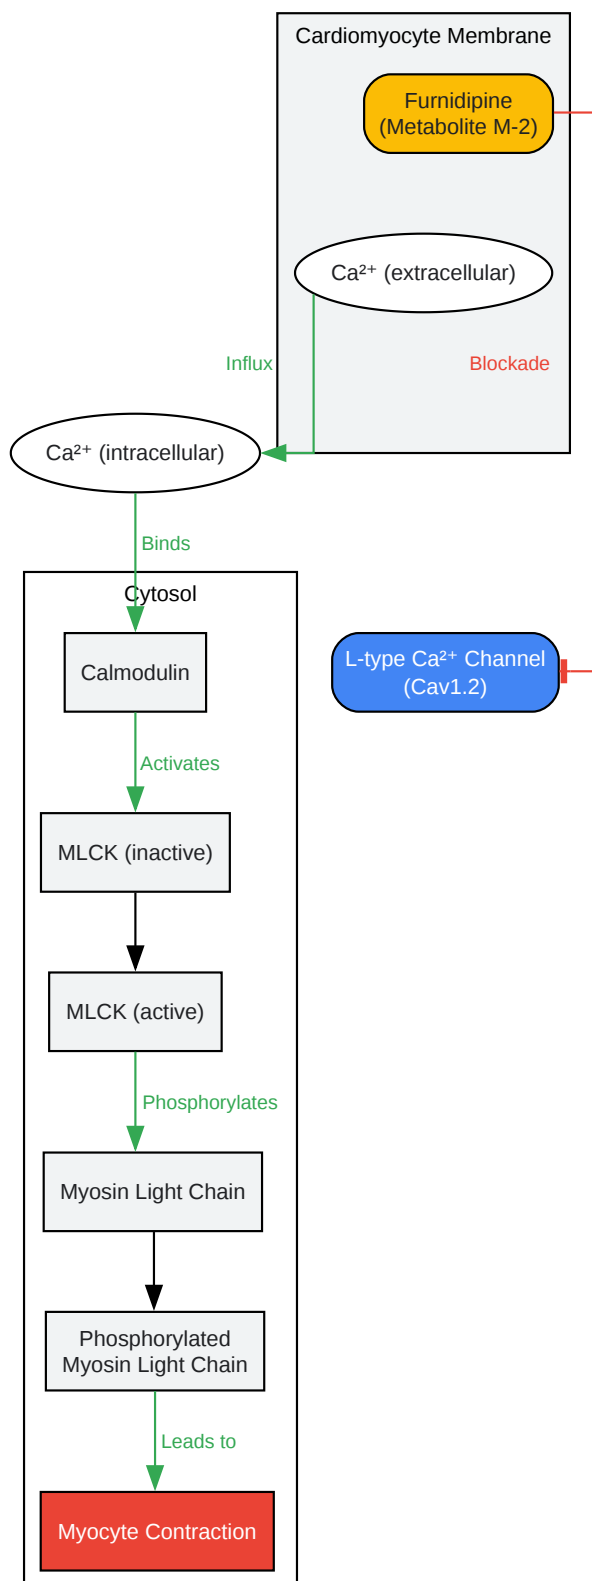 Cardiomyocyte Membrane
Furnidipine
(Metabolite M-2)
Ca²⁺ (extracellular)
Influx
Blockade
Ca²⁺ (intracellular)
Binds
Cytosol
Calmodulin
L-type Ca²⁺ Channel
(Cav1.2)
Activates
MLCK (inactive)
MLCK (active)
Phosphorylates
Myosin Light Chain
Phosphorylated
Myosin Light Chain
Leads to
Myocyte Contraction